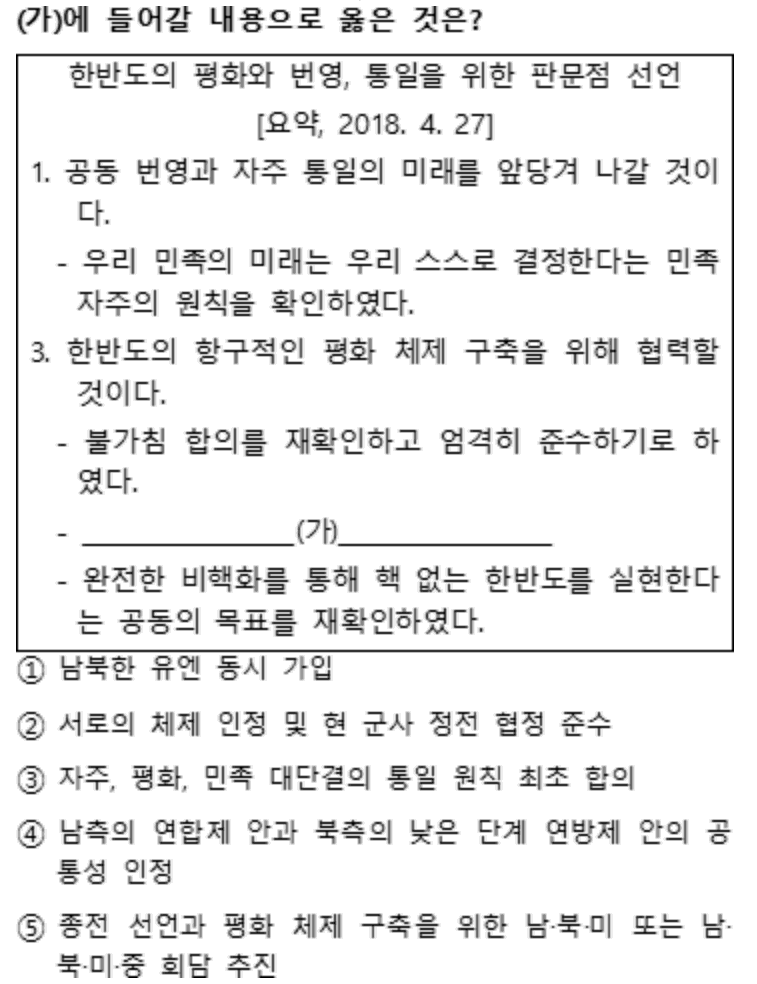 (가)에 들어갈 내용으로 옳은 것은?
한반도의 평화와 번영, 통일을 위한 판문점 선언
[요약, 2018. 4. 27]
1. 공동 번영과 자주 통일의 미래를 앞당겨 나갈 것이
다.
- 우리 민족의 미래는 우리 스스로 결정한다는 민족
자주의 원칙을 확인하였다.
3. 한반도의 항구적인 평화 체제 구축을 위해 협력할
것이다.
- 불가침 합의를 재확인하고 엄격히 준수하기로 하
였다.
- _______________(가)_______________
- 완전한 비핵화를 통해 핵 없는 한반도를 실현한다
는 공동의 목표를 재확인하였다.
① 남북한 유엔 동시 가입
② 서로의 체제 인정 및 현 군사 정전 협정 준수
③ 자주, 평화, 민족 대단결의 통일 원칙 최초 합의
④ 남측의 연합제 안과 북측의 낮은 단계 연방제 안의 공
통성 인정
⑤ 종전 선언과 평화 체제 구축을 위한 남·북·미 또는 남·
북·미·중 회담 추진